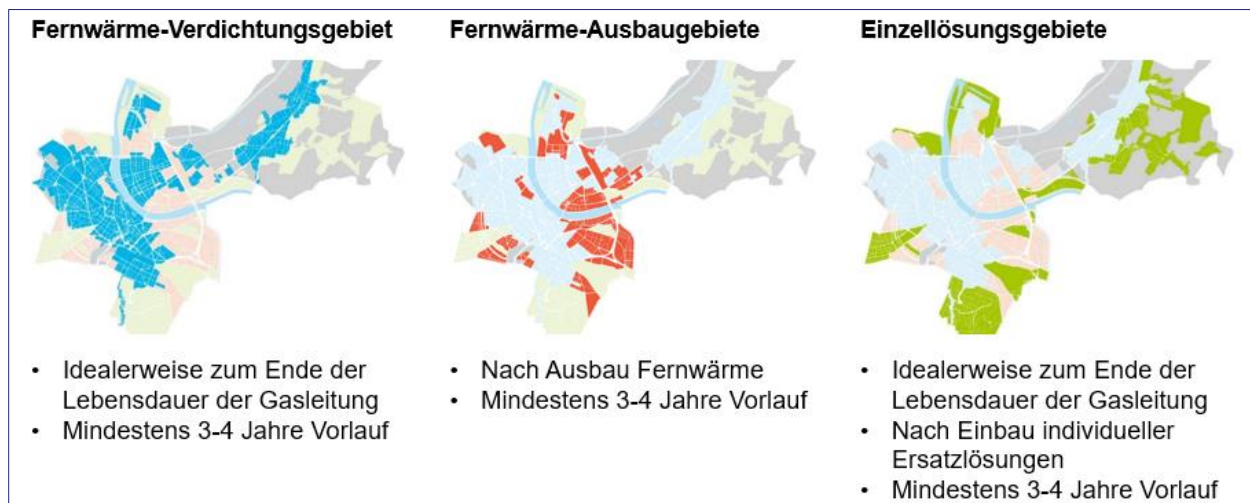 Fernwärme-Verdichtungsgebiet
• Idealerweise zum Ende der
Lebensdauer der Gasleitung
• Mindestens 3-4 Jahre Vorlauf
Fernwärme-Ausbaugebiete
• Nach Ausbau Fernwärme
• Mindestens 3-4 Jahre Vorlauf
Einzellösungsgebiete
• Idealerweise zum Ende der
Lebensdauer der Gasleitung
• Nach Einbau individueller
Ersatzlösungen
• Mindestens 3-4 Jahre Vorlauf